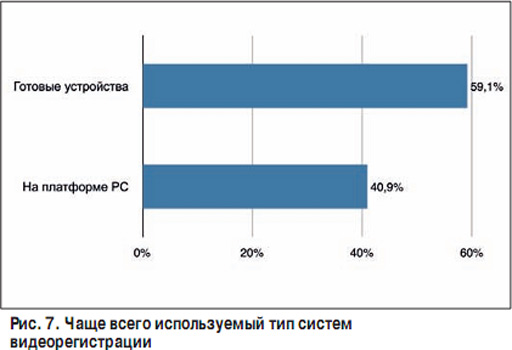 Готовые устройства
59,1%
На платформе PC
40,9%
0%
20%
40%
60%
Рис. 7. Чаще всего используемый тип систем
видеорегистрации